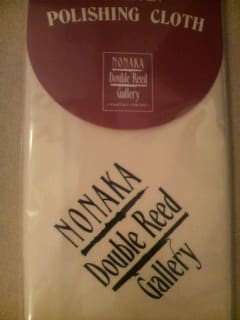 POLISHING CLOTH
NONAKA
Double Reed
Gallery
NONAKA
Double Reed
Gallery